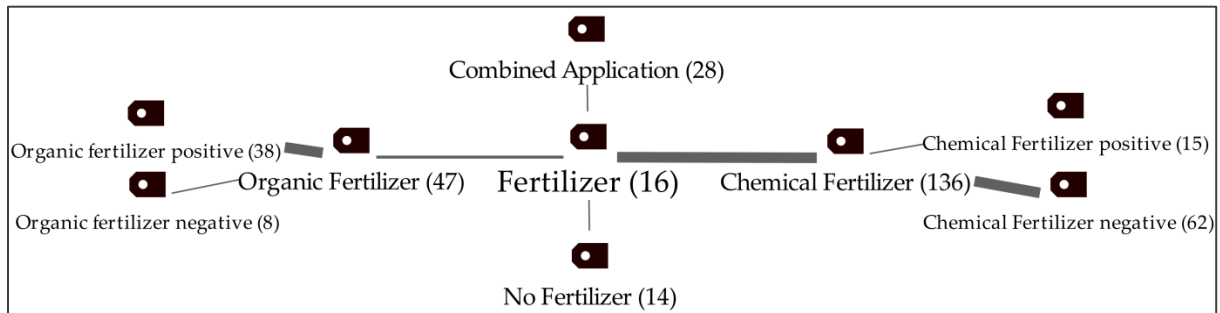 Combined Application (28)
Organic fertilizer positive (38)
Chemical Fertilizer positive (15)
Organic Fertilizer (47)
Fertilizer (16)
Chemical Fertilizer (136)
Organic fertilizer negative (8)
Chemical Fertilizer negative (62)
No Fertilizer (14)